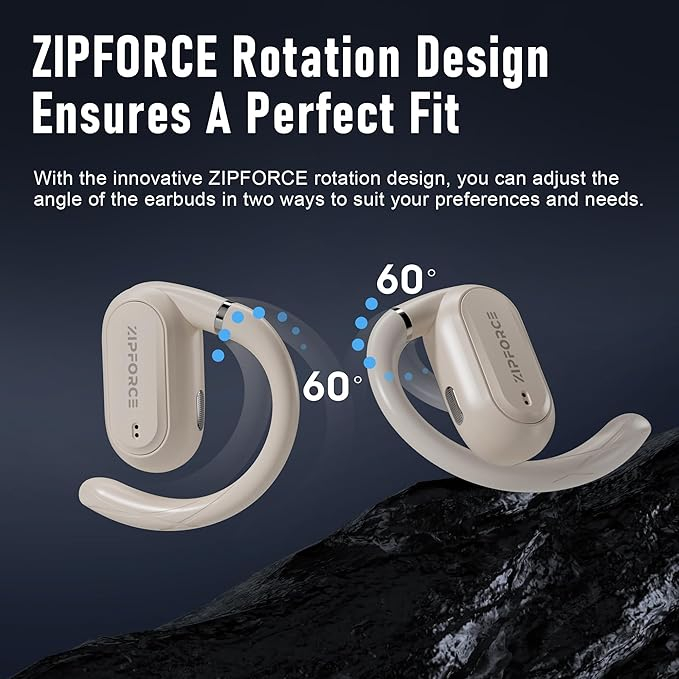 ZIPFORCE Rotation Design
Ensures A Perfect Fit
With the innovative ZIPFORCE rotation design, you can adjust the
angle of the earbuds in two ways to suit your preferences and needs.
60°
60°
ZIPFORCE
ZIPFORCE